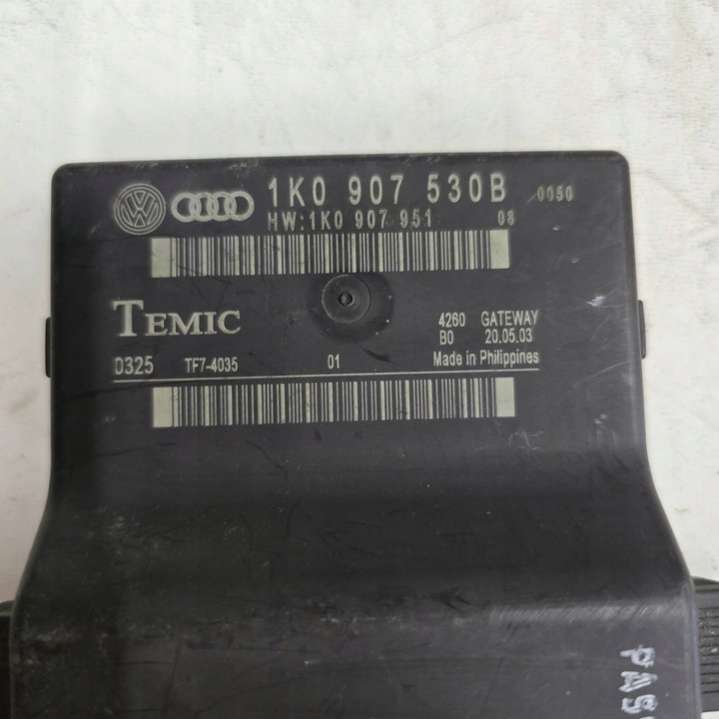 1K0 907 530B 0050
HW:1K0 907 951 08
TEMIC
4260 GATEWAY
B0 20.05.03
D325 TF7-4035 01 Made in Philippines
PAS